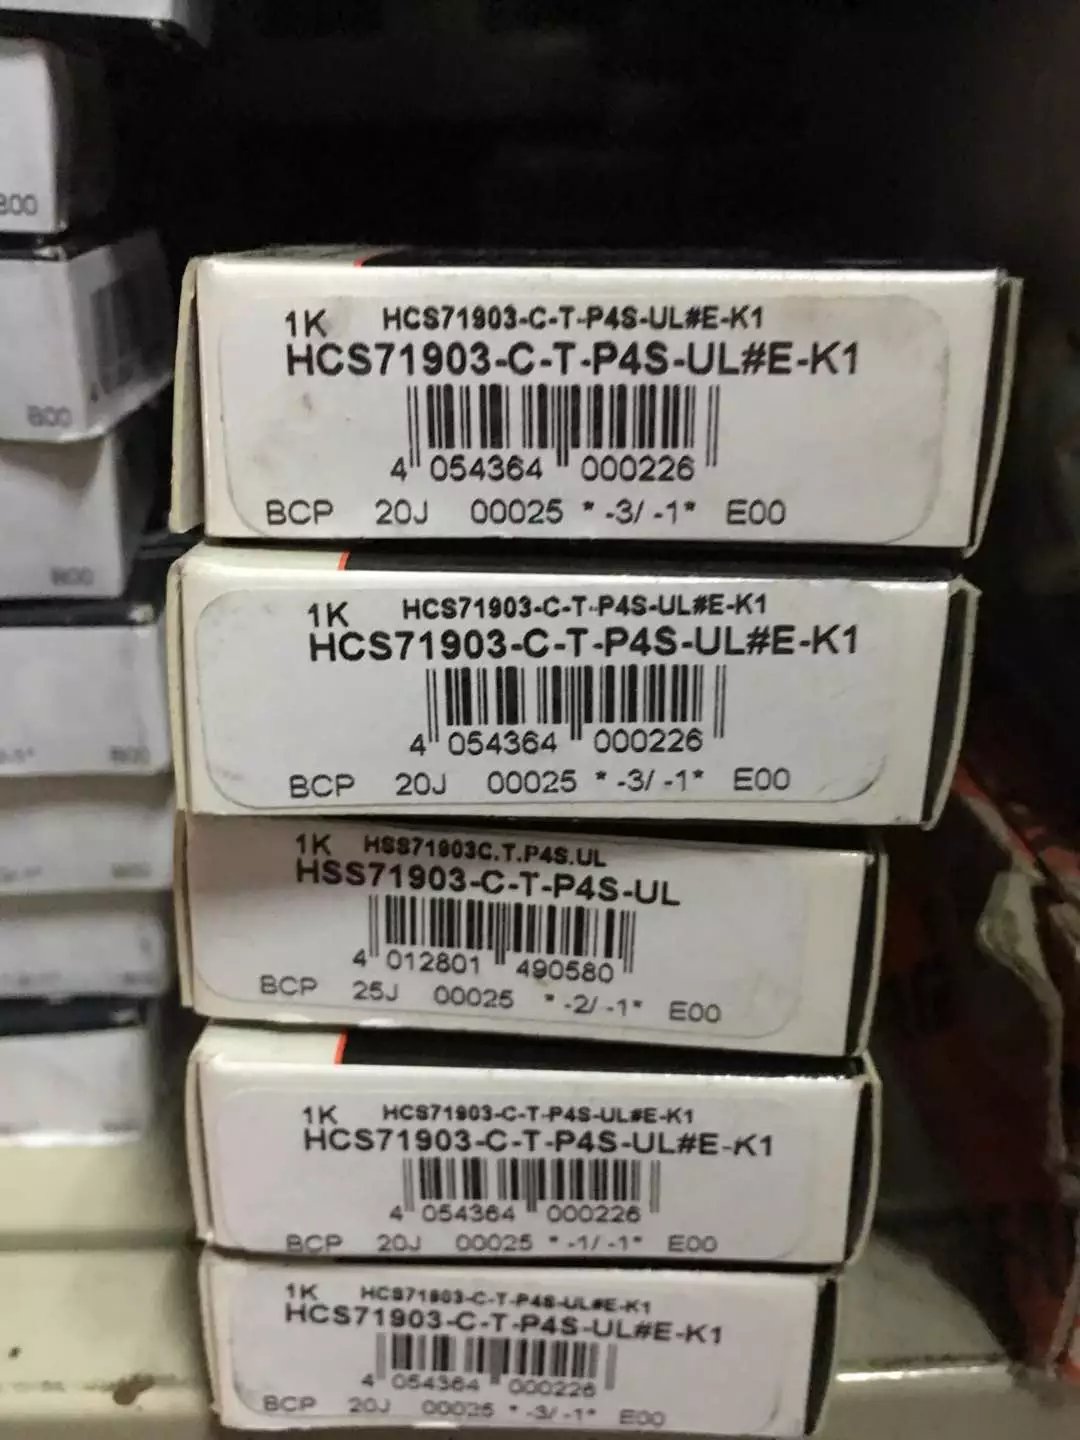 800
800
800
1K HCS71903-C-T-P4S-UL#E-K1
HCS71903-C-T-P4S-UL#E-K1
4 054364 000226
BCP 20J 00025 * -3/ -1* E00
1K HCS71903-C-T-P4S-UL#E-K1
HCS71903-C-T-P4S-UL#E-K1
4 054364 000226
BCP 20J 00025 * -3/ -1* E00
1K HSS71903C.T.P4S.UL
HSS71903-C-T-P4S-UL
4 012801 490580
BCP 25J 00025 * -2/ -1* E00
1K HCS71903-C-T-P4S-UL#E-K1
HCS71903-C-T-P4S-UL#E-K1
4 054364 000226
BCP 20J 00025 * -1/ -1* E00
1K HCS71903-C-T-P4S-UL#E-K1
HCS71903-C-T-P4S-UL#E-K1
4 054364 000226
BCP 20J 00025 * -3/ -1* E00